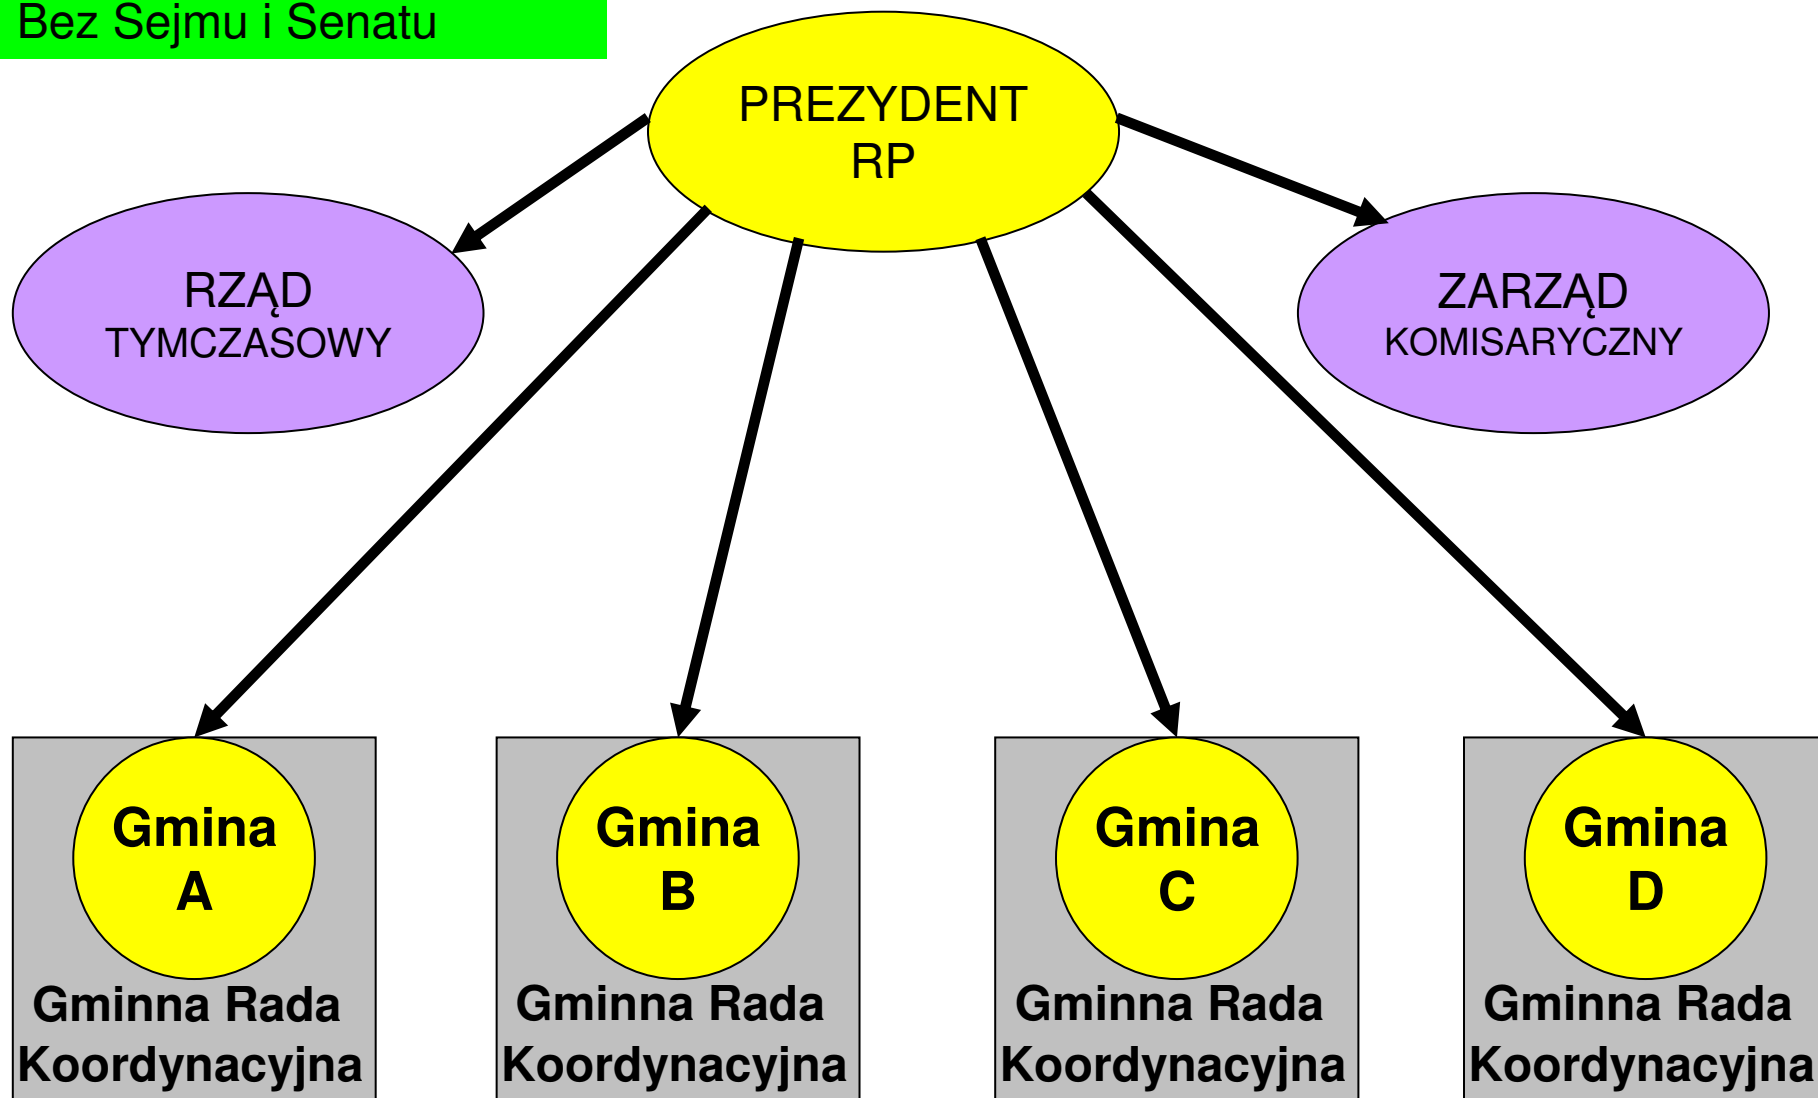 Bez Sejmu i Senatu
PREZYDENT
RP
RZĄD
TYMCZASOWY
ZARZĄD
KOMISARYCZNY
Gmina
A
Gminna Rada
Koordynacyjna
Gmina
B
Gminna Rada
Koordynacyjna
Gmina
C
Gminna Rada
Koordynacyjna
Gmina
D
Gminna Rada
Koordynacyjna